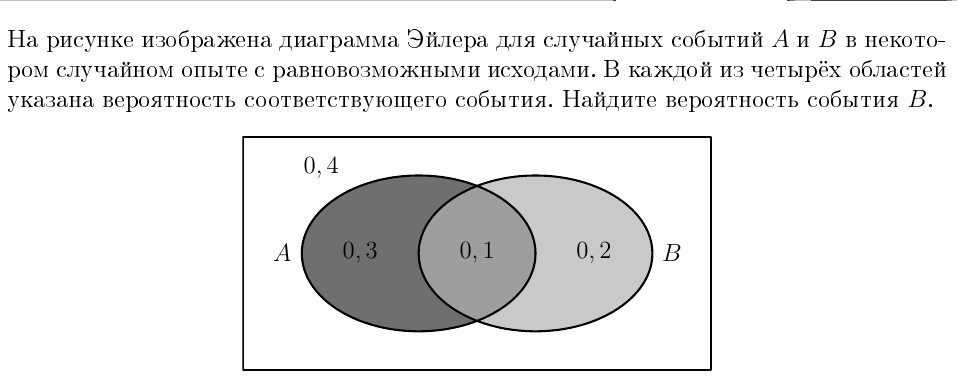 На рисунке изображена диаграмма Эйлера для случайных событий A и B в некото-
ром случайном опыте с равновозможными исходами. В каждой из четырёх областей
указана вероятность соответствующего события. Найдите вероятность события B.
0,4
A 0,3 0,1 0,2 B